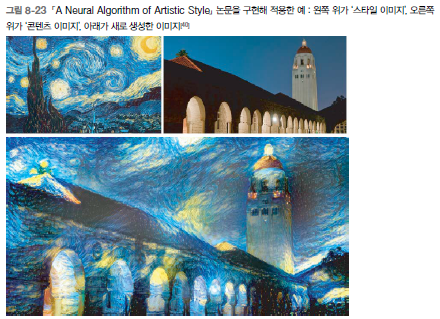 그림 8-23 「A Neural Algorithm of Artistic Style」 논문을 구현해 적용한 예 : 왼쪽 위가 ‘스타일 이미지’, 오른쪽
위가 ‘콘텐츠 이미지’, 아래가 새로 생성한 이미지[40]